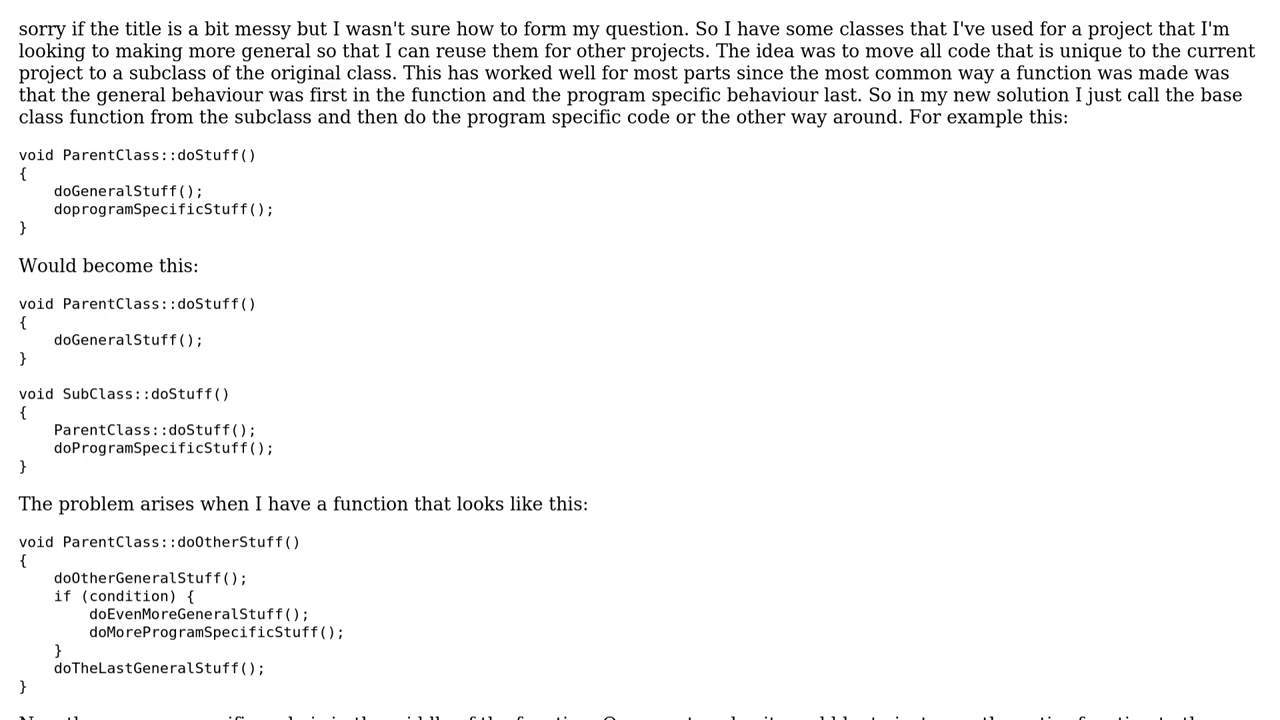 sorry if the title is a bit messy but I wasn't sure how to form my question. So I have some classes that I've used for a project that I'm
looking to making more general so that I can reuse them for other projects. The idea was to move all code that is unique to the current
project to a subclass of the original class. This has worked well for most parts since the most common way a function was made was
that the general behaviour was first in the function and the program specific behaviour last. So in my new solution I just call the base
class function from the subclass and then do the program specific code or the other way around. For example this:
void ParentClass::doStuff()
{
    doGeneralStuff();
    doprogramSpecificStuff();
}
Would become this:
void ParentClass::doStuff()
{
    doGeneralStuff();
}
void SubClass::doStuff()
{
    ParentClass::doStuff();
    doProgramSpecificStuff();
}
The problem arises when I have a function that looks like this:
void ParentClass::doOtherStuff()
{
    doOtherGeneralStuff();
    if (condition) {
        doEvenMoreGeneralStuff();
        doMoreProgramSpecificStuff();
    }
    doTheLastGeneralStuff();
}